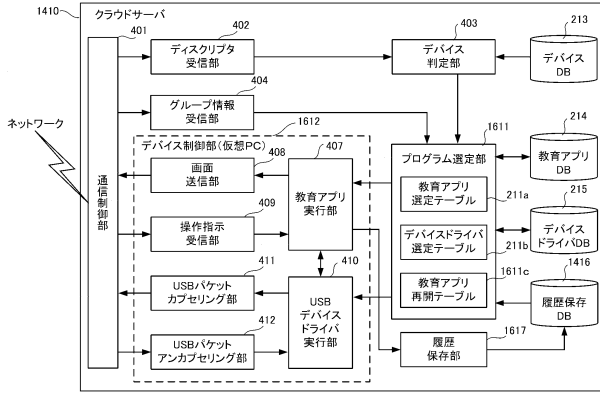 1410
クラウドサーバ
401
402
ディスクリプタ
受信部
403
デバイス
判定部
213
デバイス
DB
404
グループ情報
受信部
ネットワーク
通信制御部
1612
デバイス制御部(仮想PC)
408
画面
送信部
407
教育アプリ
実行部
409
操作指示
受信部
411
USBパケット
カプセリング部
410
USB
デバイス
ドライバ
実行部
412
USBパケット
アンカプセリング部
1611
プログラム選定部
教育アプリ
選定テーブル
211a
デバイスドライバ
選定テーブル
211b
教育アプリ
再開テーブル
1611c
214
教育アプリ
DB
215
デバイス
ドライバDB
1416
履歴保存
DB
履歴
保存部
1617